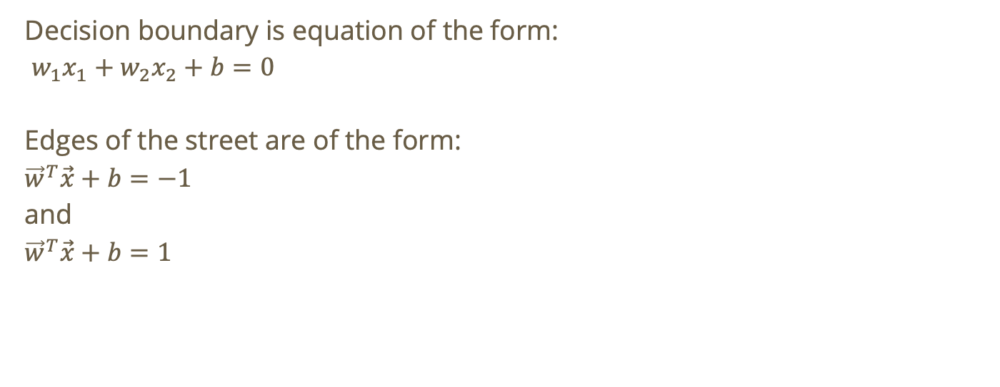 Decision boundary is equation of the form:
w₁x₁ + w₂x₂ + b = 0
Edges of the street are of the form:
w⃗ᵀx⃗ + b = −1
and
w⃗ᵀx⃗ + b = 1